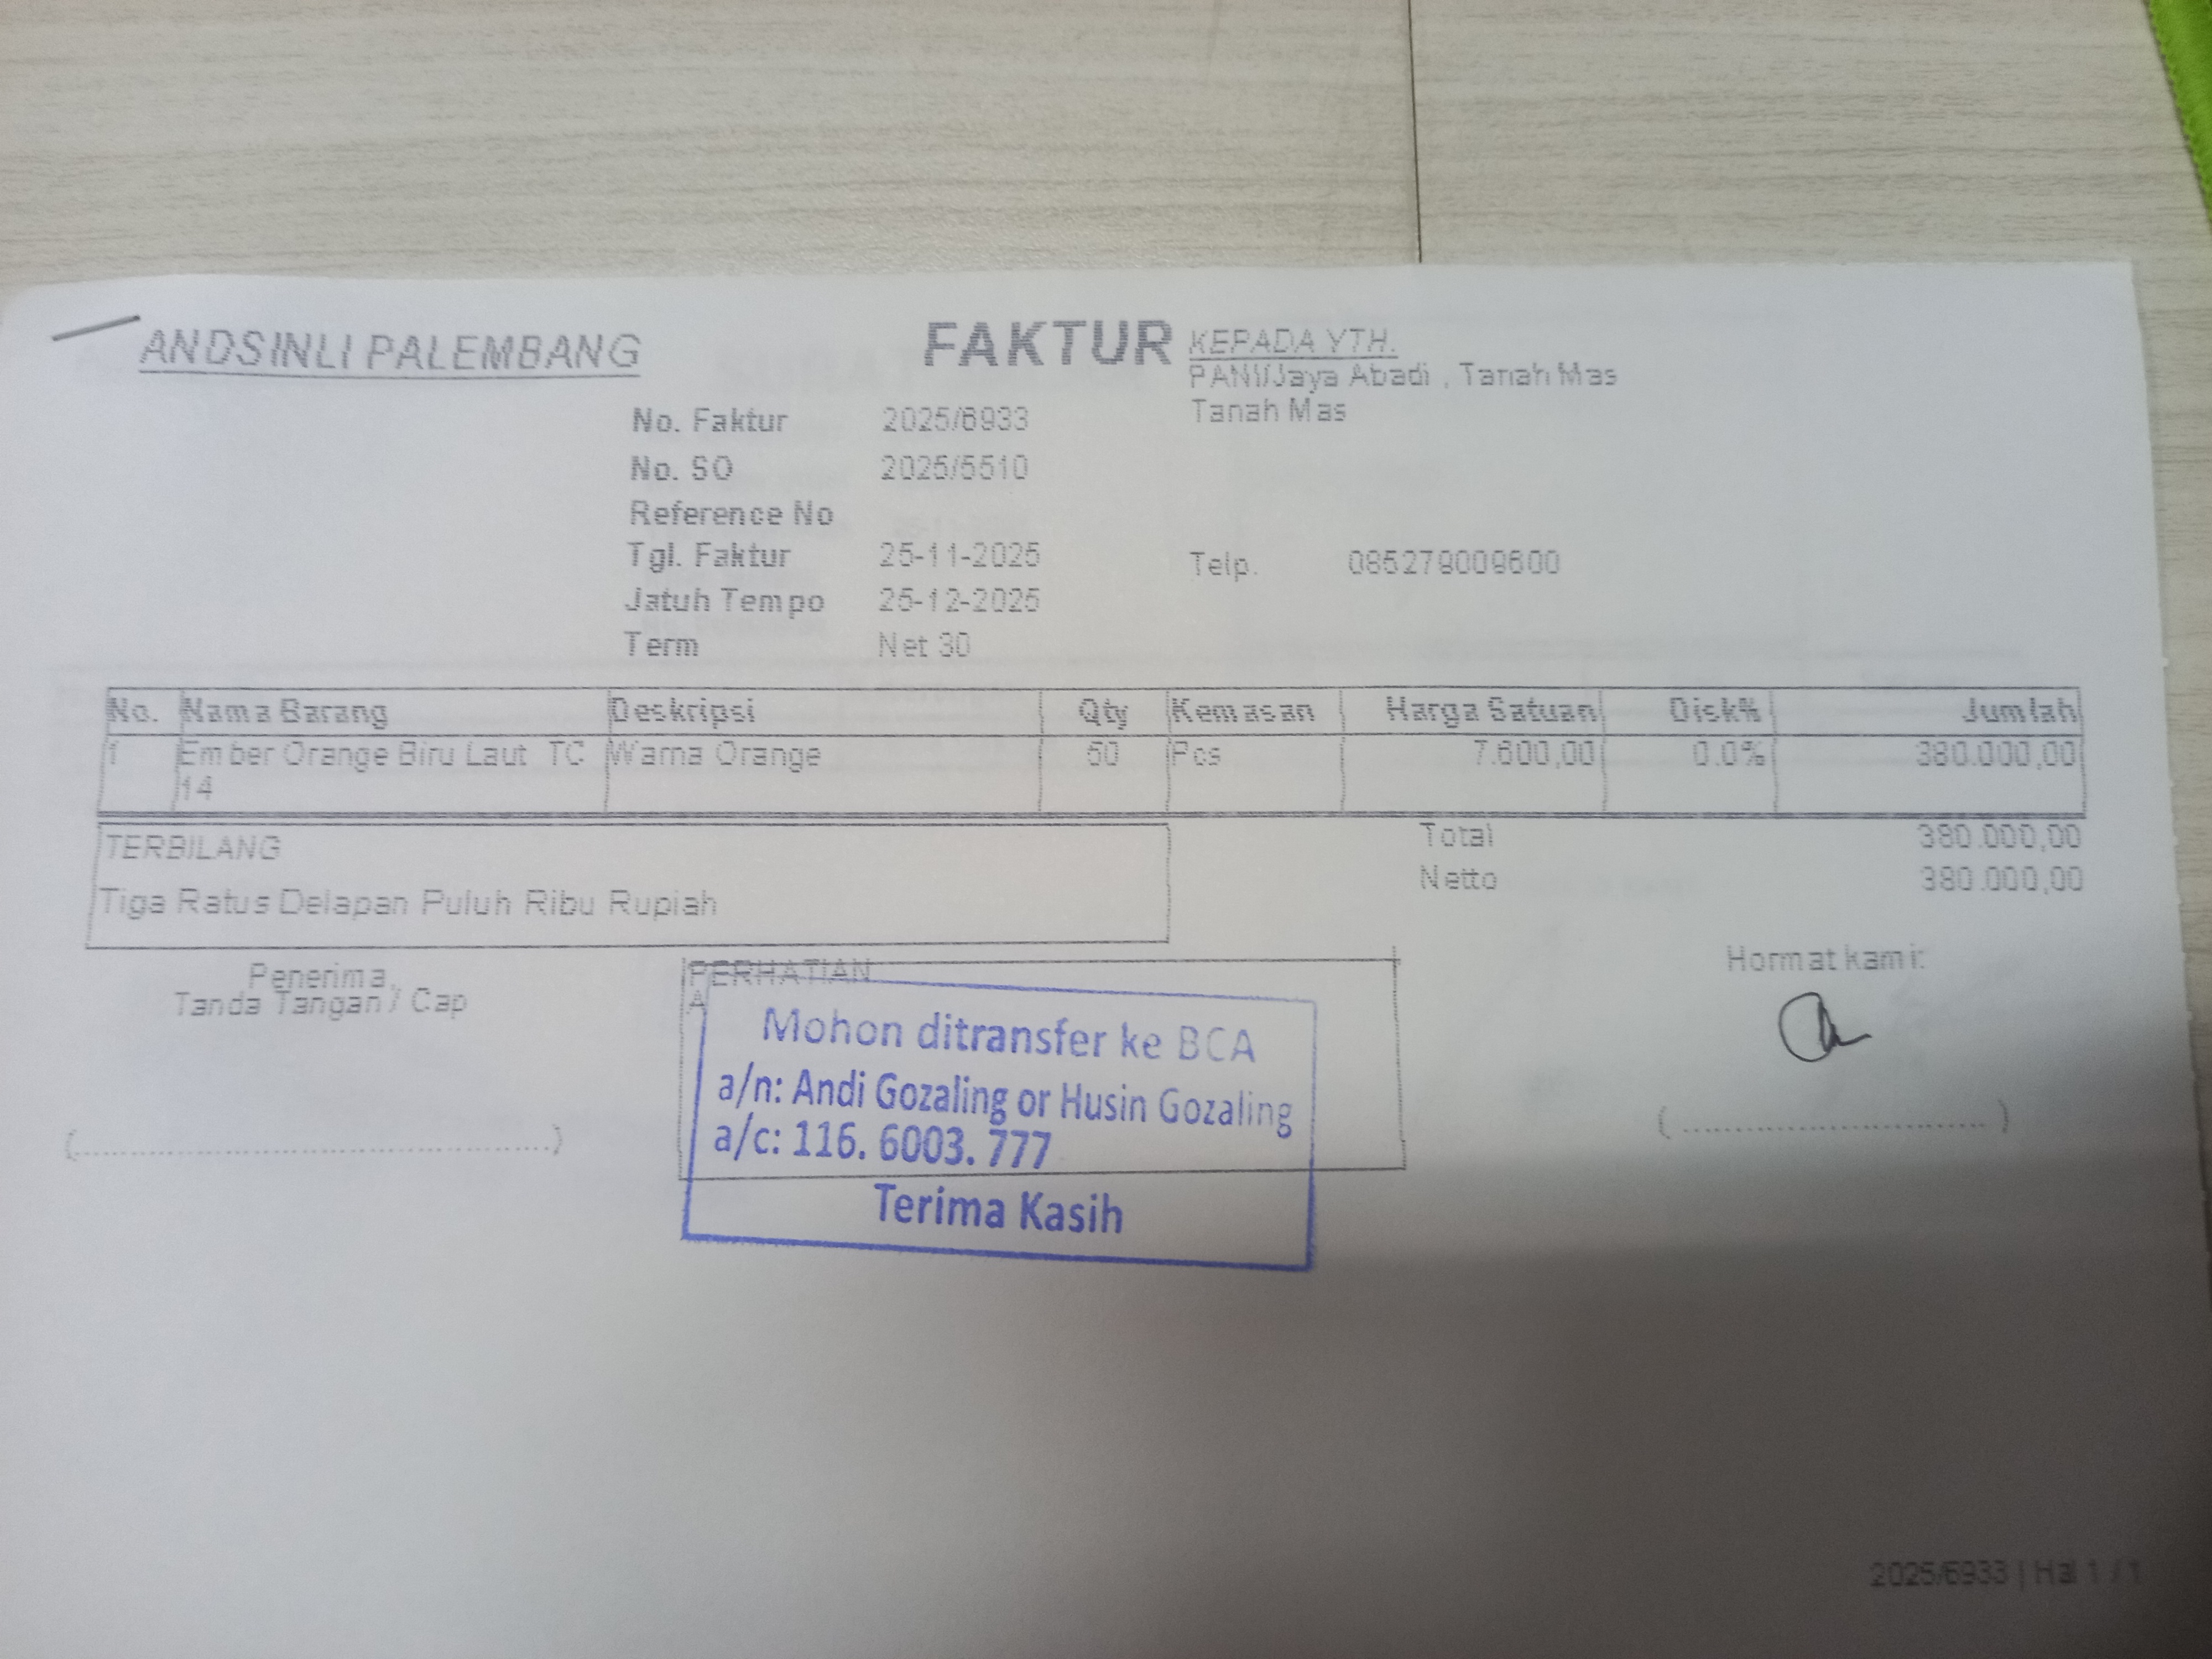 ANDSINLI PALEMBANG
FAKTUR
KEPADA YTH.
PANI/Jaya Abadi , Tanah Mas
Tanah Mas
No. Faktur 2025/6933
No. SO 2025/5510
Reference No
Tgl. Faktur 25-11-2025
Telp. 085279009600
Jatuh Tempo 25-12-2025
Term Net 30
No. Nama Barang Deskripsi Qty Kemasan Harga Satuan Disk% Jumlah
1 Ember Orange Biru Laut TC Warna Orange 50 Pcs 7.600,00 0.0% 380.000,00
14
TERBILANG
Tiga Ratus Delapan Puluh Ribu Rupiah
Total 380.000,00
Netto 380.000,00
Penerima,
Tanda Tangan / Cap
PERHATIAN
A
Mohon ditransfer ke BCA
a/n: Andi Gozaling or Husin Gozaling
a/c: 116. 6003. 777
Terima Kasih
Hormat kami:
(..................................................)
( ............................... )
2025/6933 | Hal 1 / 1